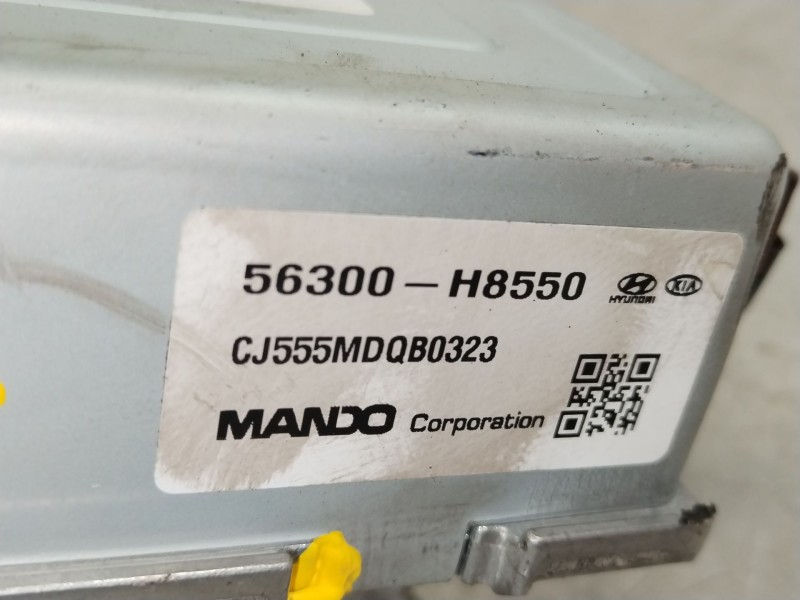 56300 - H8550 HYUNDAI KIA
CJ555MDQB0323
MANDO Corporation